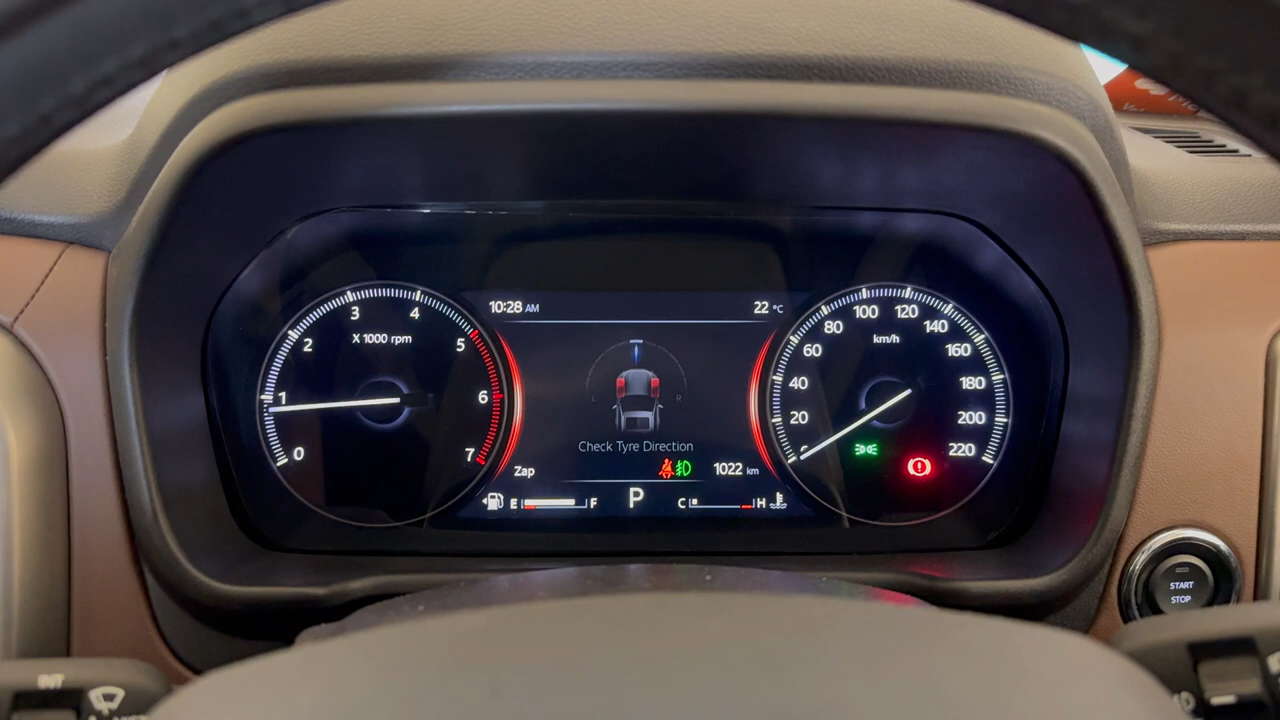 10:28 AM
22 °C
0
1
2
3
4
5
6
7
X 1000 rpm
L
R
Check Tyre Direction
Zap
1022 km
E
F
P
C
H
20
40
60
80
100
120
140
160
180
200
220
km/h
START
STOP
INT